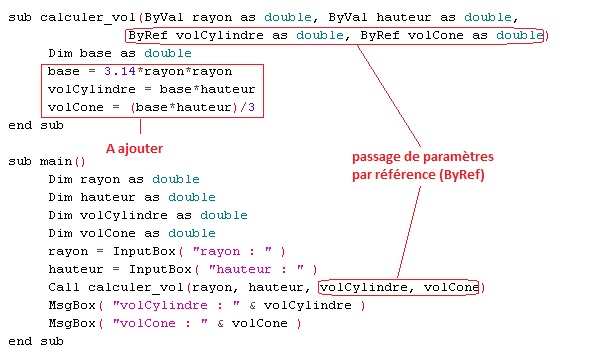 sub calculer_vol(ByVal rayon as double, ByVal hauteur as double,
ByRef volCylindre as double, ByRef volCone as double)
Dim base as double
base = 3.14*rayon*rayon
volCylindre = base*hauteur
volCone = (base*hauteur)/3
end sub
A ajouter
passage de paramètres
par référence (ByRef)
sub main()
Dim rayon as double
Dim hauteur as double
Dim volCylindre as double
Dim volCone as double
rayon = InputBox( "rayon : " )
hauteur = InputBox( "hauteur : " )
Call calculer_vol(rayon, hauteur, volCylindre, volCone)
MsgBox( "volCylindre : " & volCylindre )
MsgBox( "volCone : " & volCone )
end sub